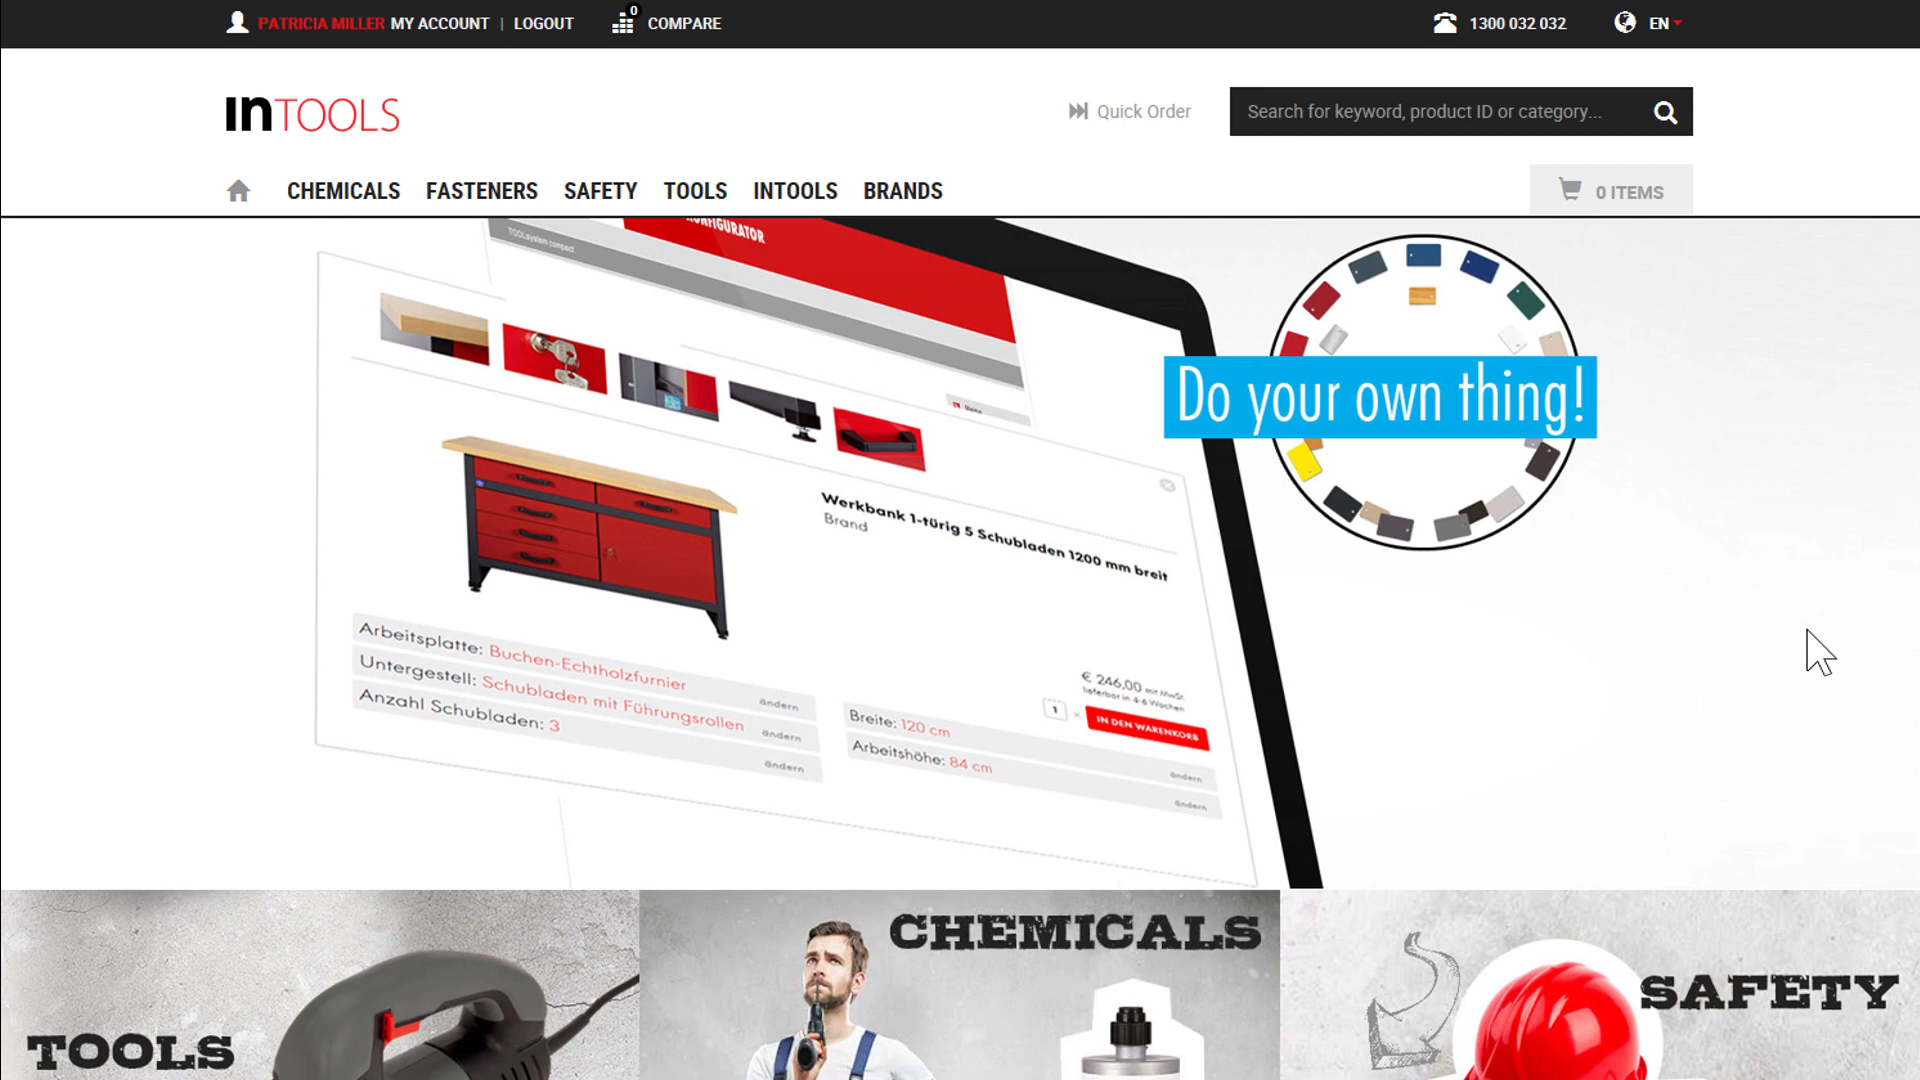 PATRICIA MILLER MY ACCOUNT | LOGOUT 0 COMPARE 1300 032 032 EN
INTOOLS
Quick Order
Search for keyword, product ID or category...
CHEMICALS FASTENERS SAFETY TOOLS INTOOLS BRANDS
0 ITEMS
KONFIGURATOR
TOOLsystem compact
Do your own thing!
Werkbank 1-türig 5 Schubladen 1200 mm breit
Brand
Arbeitsplatte: Buchen-Echtholzfurnier ändern
Untergestell: Schubladen mit Führungsrollen ändern
Anzahl Schubladen: 3 ändern
€ 246,00 mit MwSt.
lieferbar in 4-6 Wochen
1 × IN DEN WARENKORB
Breite: 120 cm ändern
Arbeitshöhe: 84 cm ändern
TOOLS
CHEMICALS
SAFETY